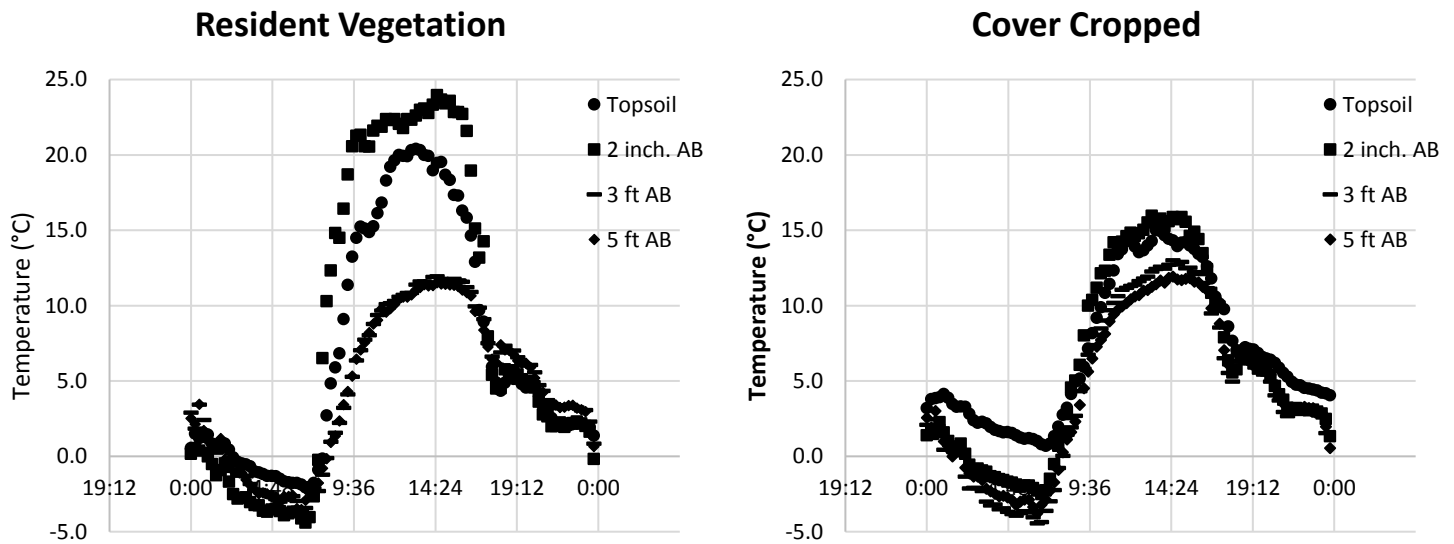 Resident Vegetation
25.0
20.0
15.0
10.0
5.0
0.0
-5.0
Temperature (°C)
19:12
0:00
9:36
14:24
19:12
0:00
Topsoil
2 inch. AB
3 ft AB
5 ft AB
Cover Cropped
25.0
20.0
15.0
10.0
5.0
0.0
-5.0
Temperature (°C)
19:12
0:00
9:36
14:24
19:12
0:00
Topsoil
2 inch. AB
3 ft AB
5 ft AB